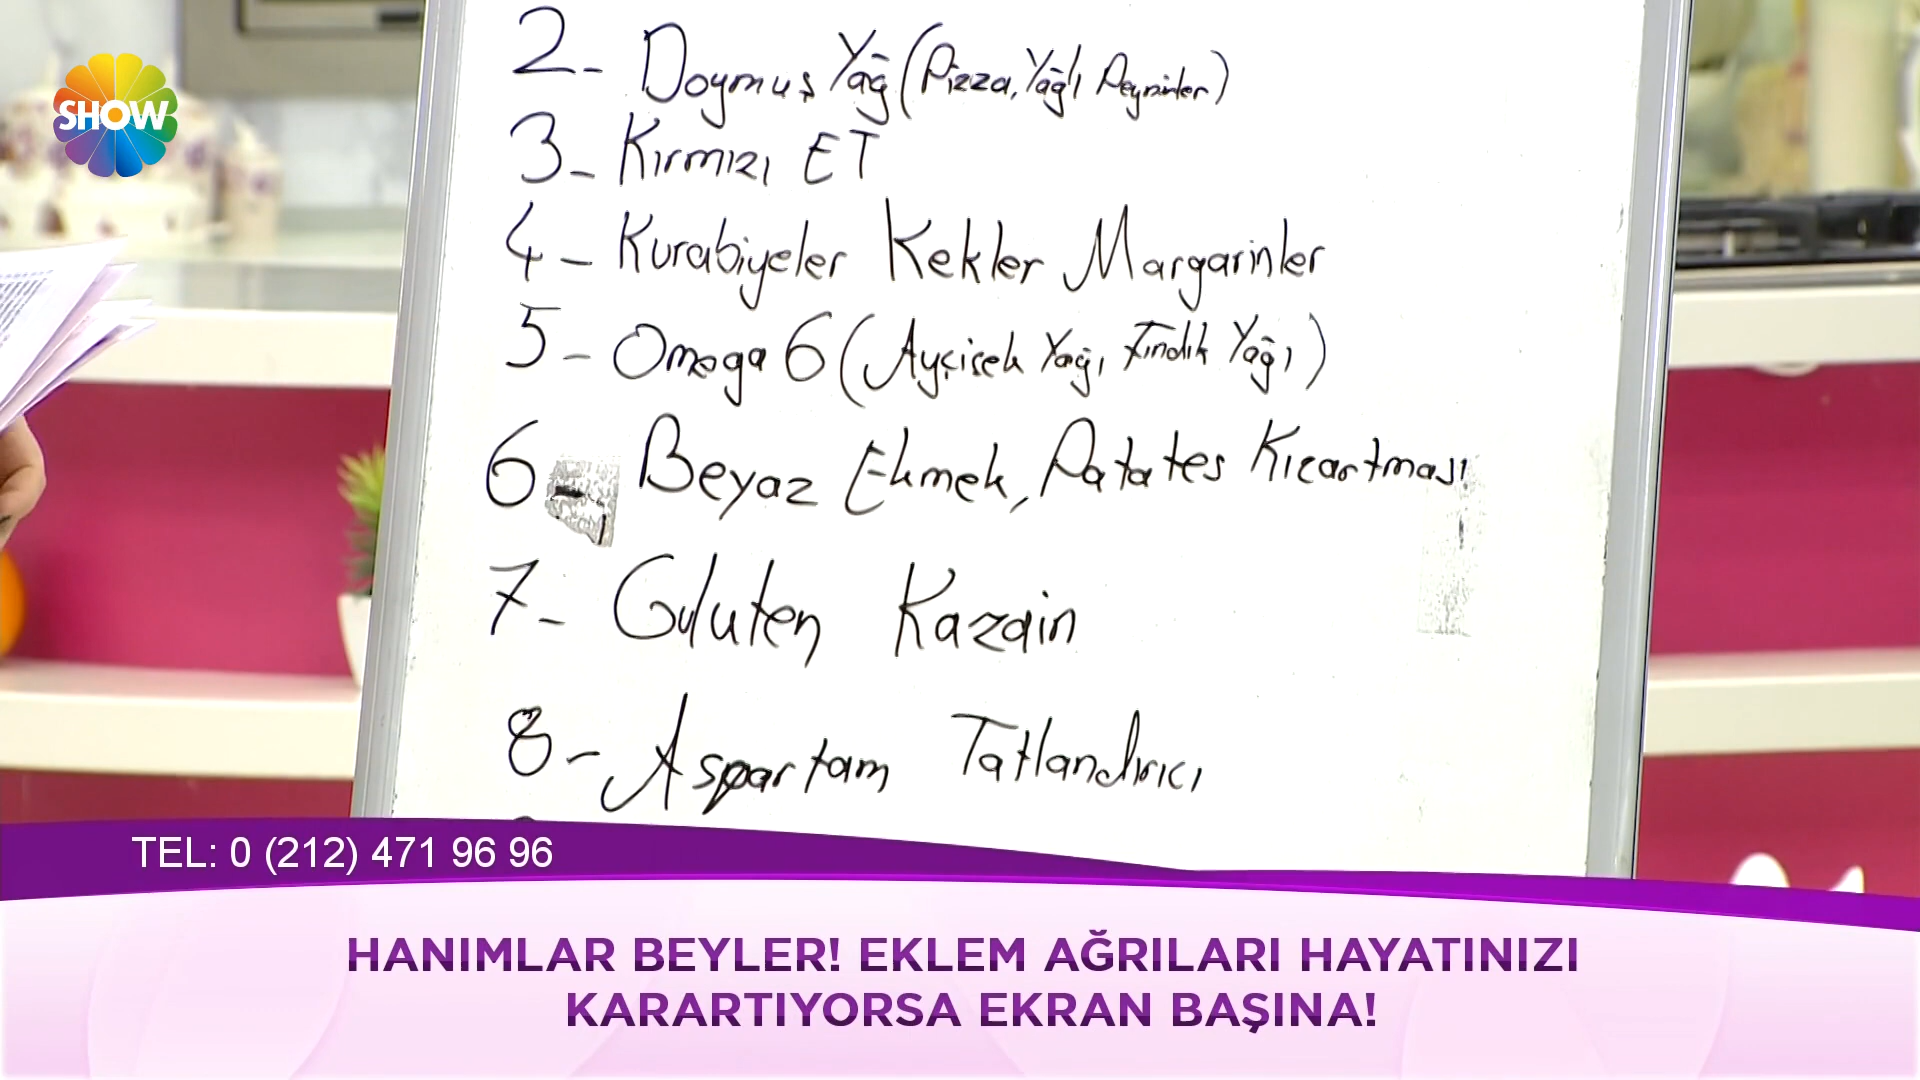 SHOW
2- Doymuş Yağ (Pizza, Yağlı Peynirler)
3- Kırmızı ET
4- Kurabiyeler Kekler Margarinler
5- Omega 6 (Ayçiçek Yağı Fındık Yağı)
6- Beyaz Ekmek, Patates Kızartması
7- Guluten Kazain
8- Aspartam Tatlandırıcı
TEL: 0 (212) 471 96 96
HANIMLAR BEYLER! EKLEM AĞRILARI HAYATINIZI
KARARTIYORSA EKRAN BAŞINA!